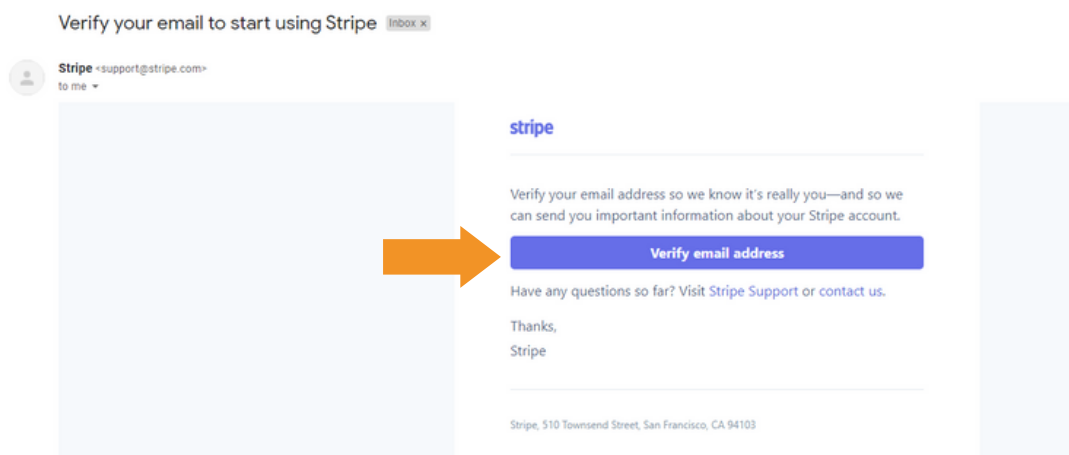 Verify your email to start using Stripe Inbox x
Stripe <support@stripe.com>
to me
stripe
Verify your email address so we know it's really you—and so we
can send you important information about your Stripe account.
Verify email address
Have any questions so far? Visit Stripe Support or contact us.
Thanks,
Stripe
Stripe, 510 Townsend Street, San Francisco, CA 94103